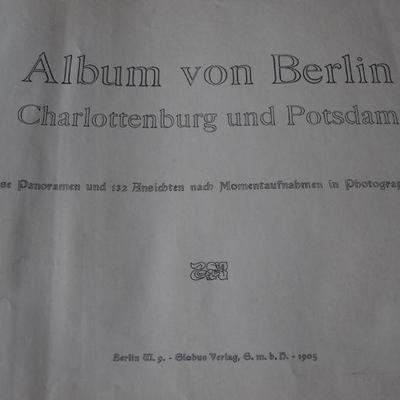 Album von Berlin
Charlottenburg und Potsdam
Panoramen und 132 Ansichten nach Momentaufnahmen in
Berlin W. 9. - Globus Verlag, G. m. b. H. - 1905